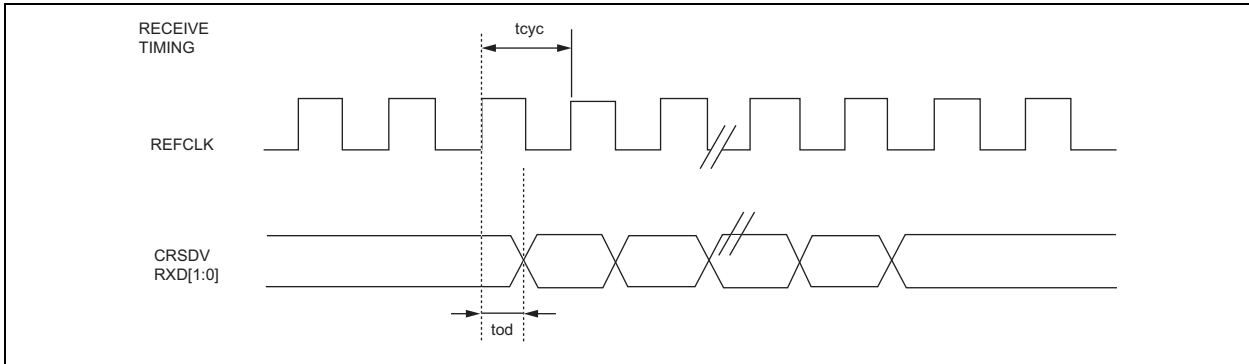 RECEIVE
TIMING
tcyc
REFCLK
CRSDV
RXD[1:0]
tod